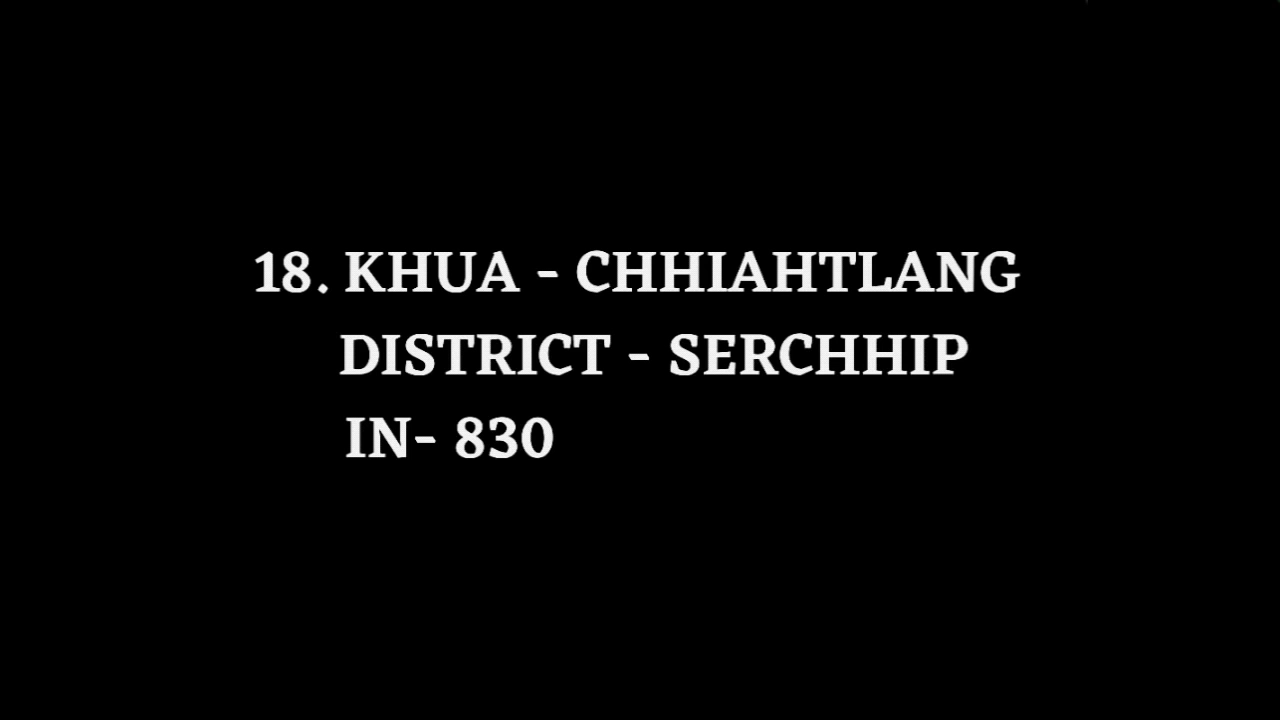 18. KHUA - CHHIAHTLANG
DISTRICT - SERCHHIP
IN- 830